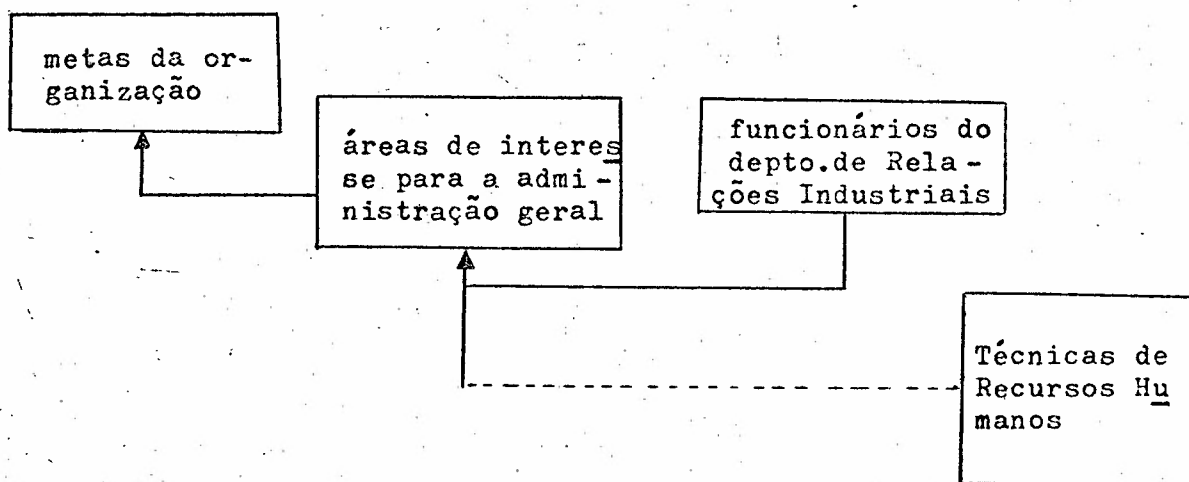 metas da or-
ganização
áreas de interes
se para a admi-
nistração geral
funcionários do
depto.de Rela-
ções Industriais
Técnicas de
Recursos Hu
manos